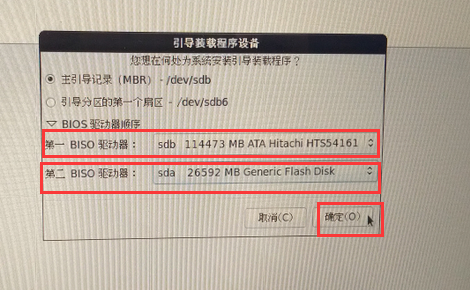 引导装载程序设备
您想在何处为系统安装引导装载程序？
主引导记录（MBR） - /dev/sdb
引导分区的第一个扇区 - /dev/sdb6
BIOS 驱动器顺序
第一 BISO 驱动器： sdb 114473 MB ATA Hitachi HTS54161
第二 BISO 驱动器： sda 26592 MB Generic Flash Disk
取消(C) 确定(O)